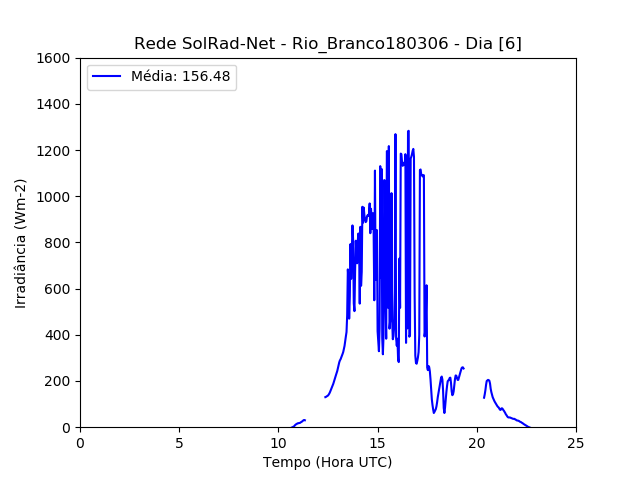 Rede SolRad-Net - Rio_Branco180306 - Dia [6]
Média: 156.48
Irradiância (Wm-2)
1600
1400
1200
1000
800
600
400
200
0
0 5 10 15 20 25
Tempo (Hora UTC)